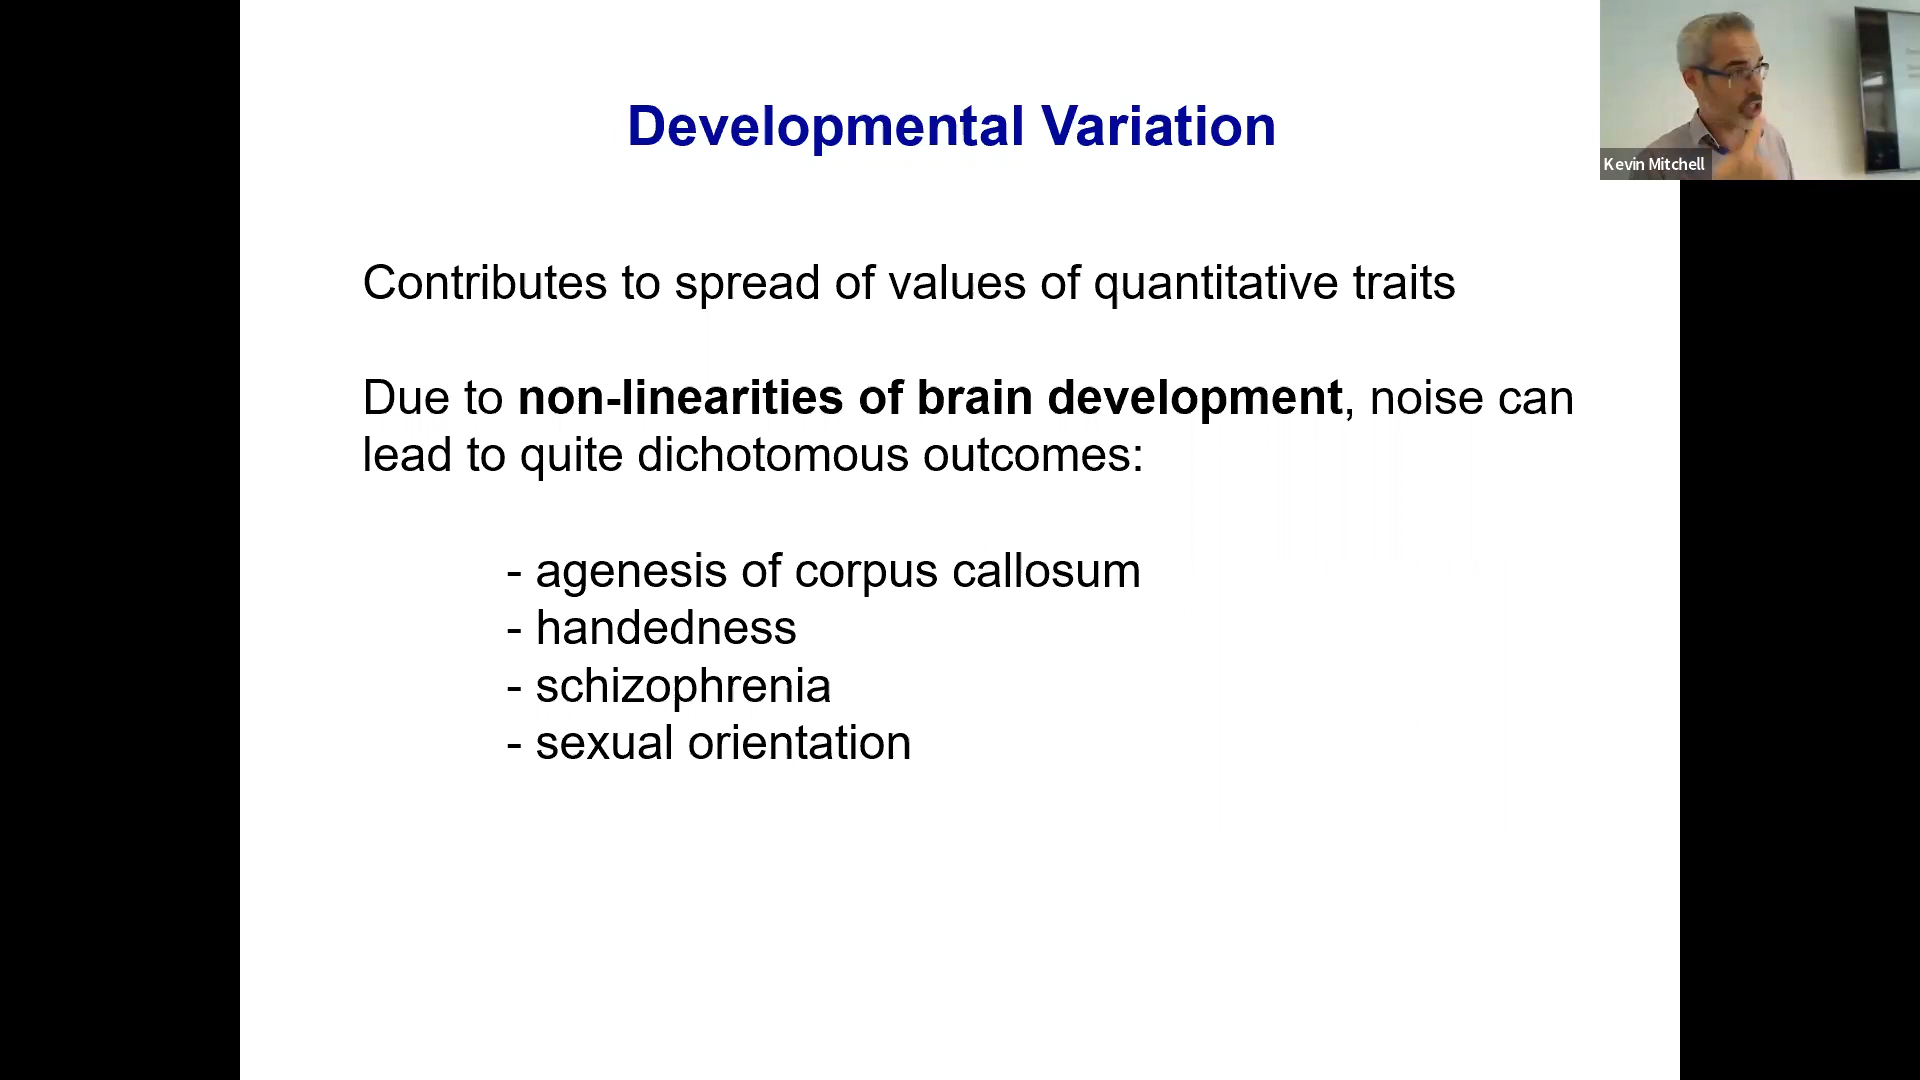 Developmental Variation
Kevin Mitchell
Contributes to spread of values of quantitative traits
Due to non-linearities of brain development, noise can
lead to quite dichotomous outcomes:
- agenesis of corpus callosum
- handedness
- schizophrenia
- sexual orientation